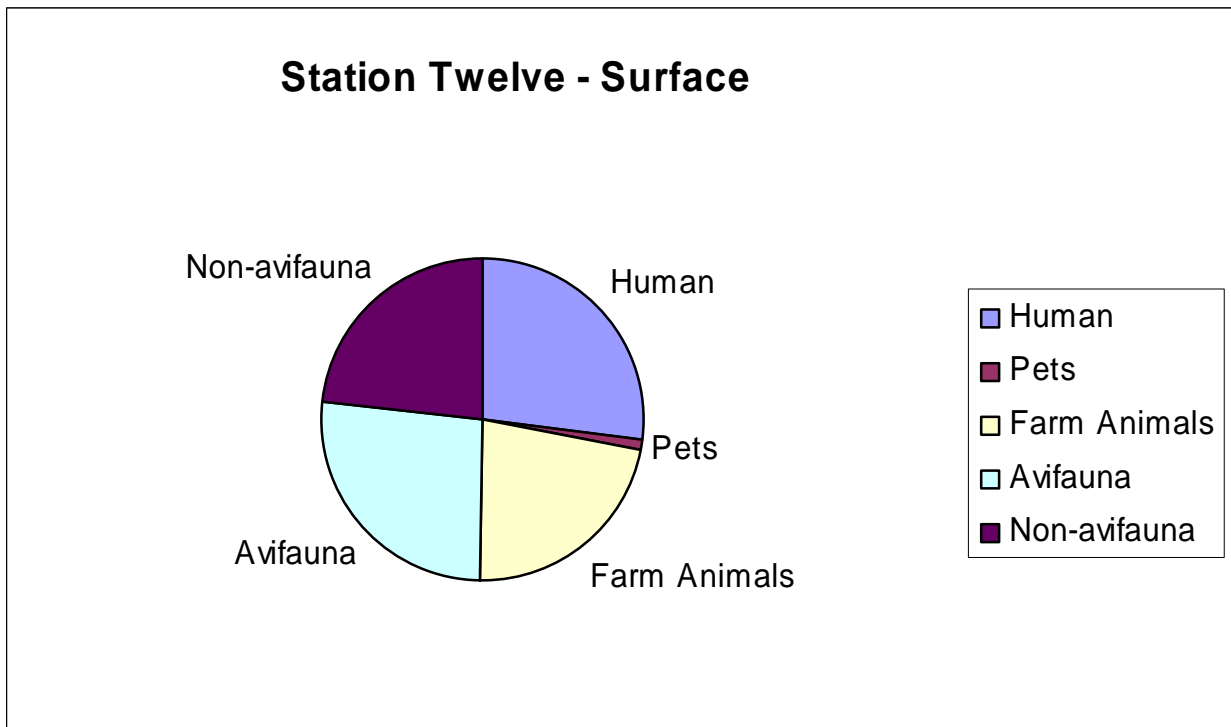 Station Twelve - Surface
Non-avifauna
Human
Pets
Avifauna
Farm Animals
Human
Pets
Farm Animals
Avifauna
Non-avifauna